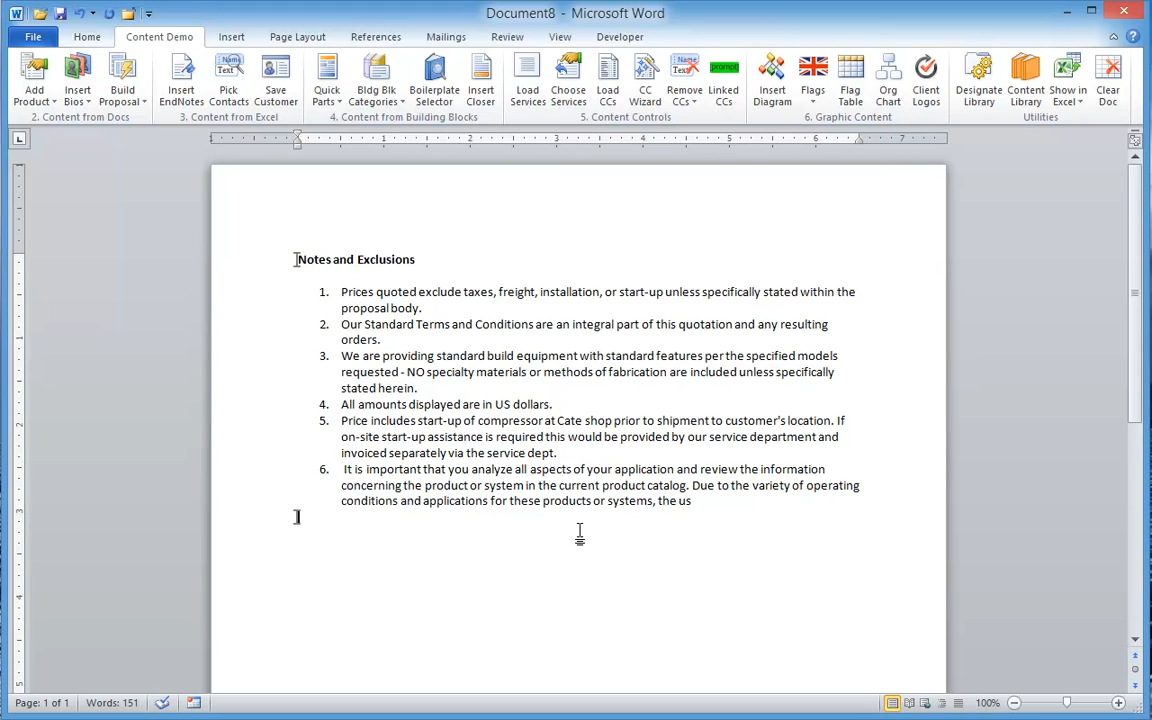 Document8 - Microsoft Word
File Home Content Demo Insert Page Layout References Mailings Review View Developer
Add Product Insert Bios Build Proposal Insert EndNotes Pick Contacts Save Customer Quick Parts Bldg Blk Categories Boilerplate Selector Insert Closer Load Services Choose Services Load CCs CC Wizard Remove CCs Linked CCs Insert Diagram Flags Flag Table Org Chart Client Logos Designate Library Content Library Show in Excel Clear Doc
Name Text Name Text prompt
2. Content from Docs 3. Content from Excel 4. Content from Building Blocks 5. Content Controls 6. Graphic Content Utilities
1 2 3 4 5 6 7
Notes and Exclusions
1. Prices quoted exclude taxes, freight, installation, or start-up unless specifically stated within the
proposal body.
2. Our Standard Terms and Conditions are an integral part of this quotation and any resulting
orders.
3. We are providing standard build equipment with standard features per the specified models
requested - NO specialty materials or methods of fabrication are included unless specifically
stated herein.
4. All amounts displayed are in US dollars.
5. Price includes start-up of compressor at Cate shop prior to shipment to customer's location. If
on-site start-up assistance is required this would be provided by our service department and
invoiced separately via the service dept.
6. It is important that you analyze all aspects of your application and review the information
concerning the product or system in the current product catalog. Due to the variety of operating
conditions and applications for these products or systems, the us
Page: 1 of 1 Words: 151 100%